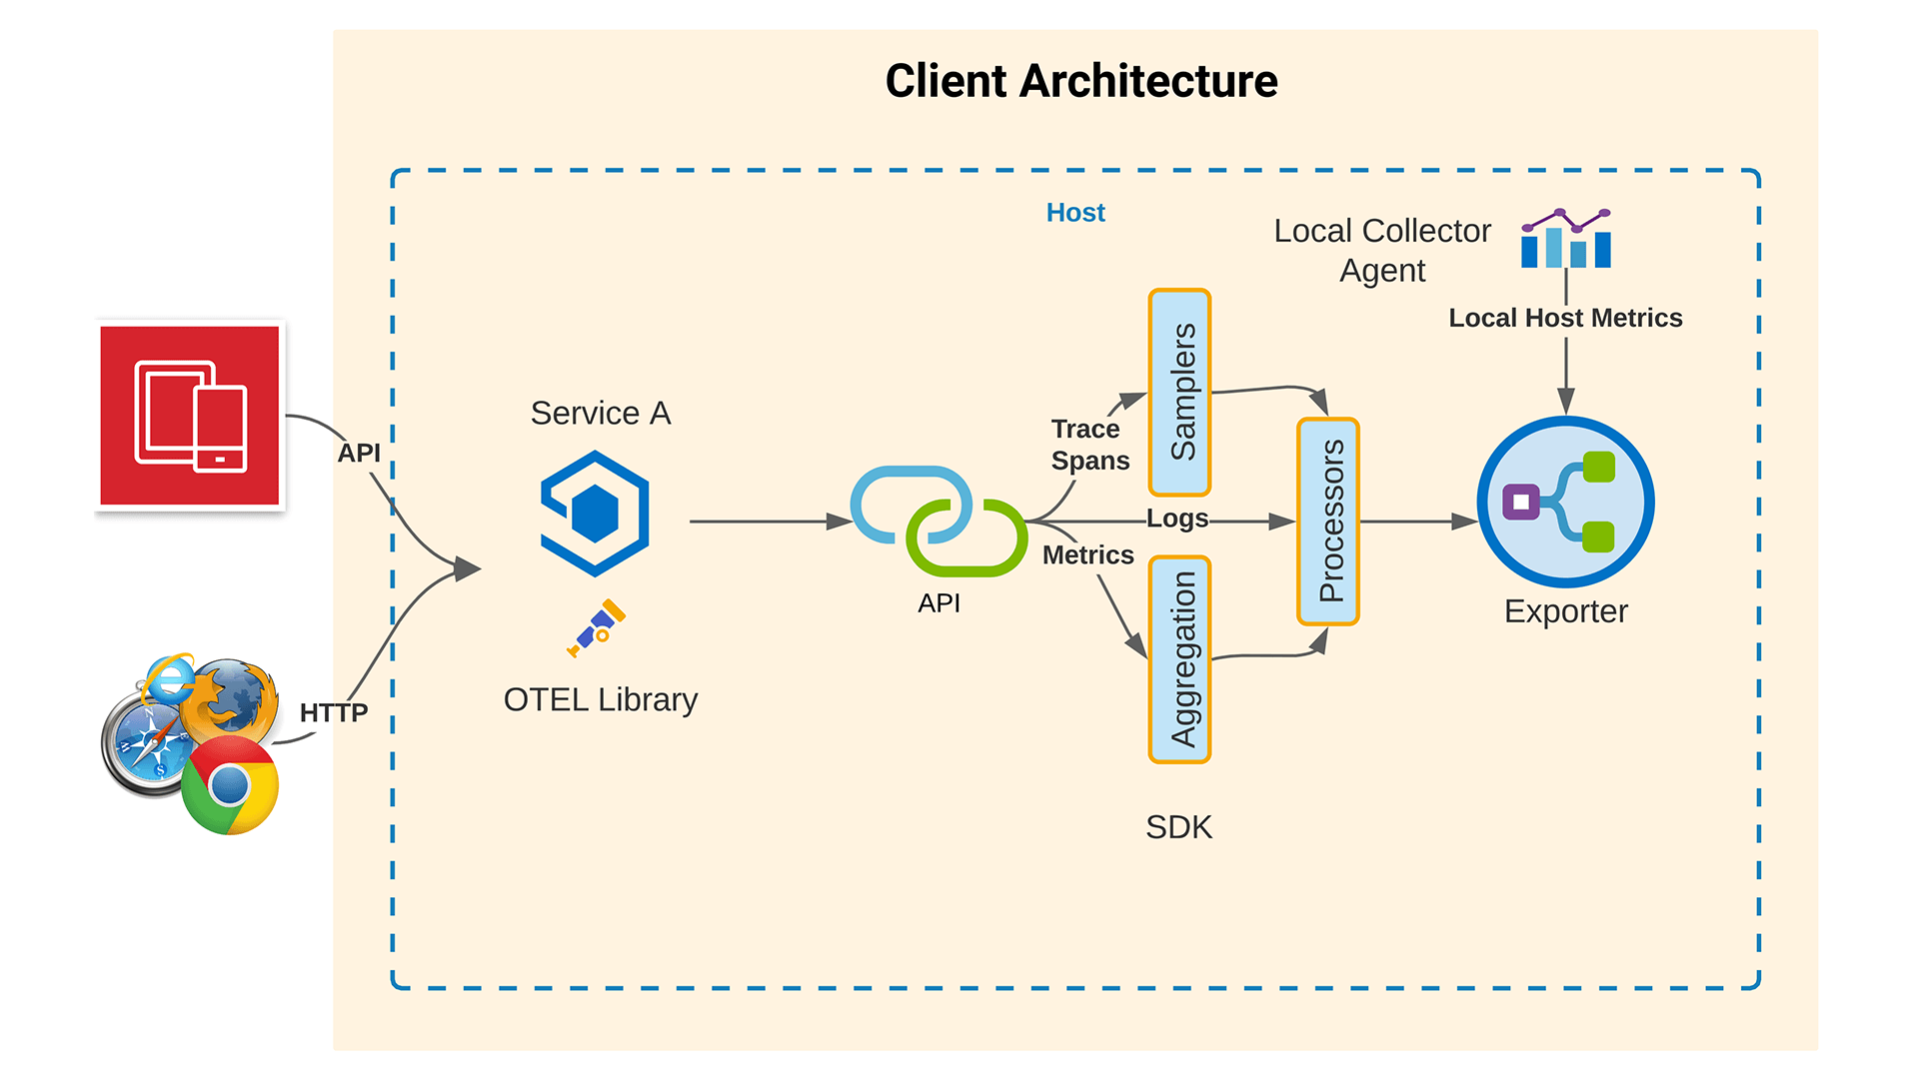 Client Architecture
Host
Local Collector
Agent
Local Host Metrics
API
HTTP
Service A
OTEL Library
API
Trace
Spans
Logs
Metrics
Samplers
Aggregation
Processors
SDK
Exporter